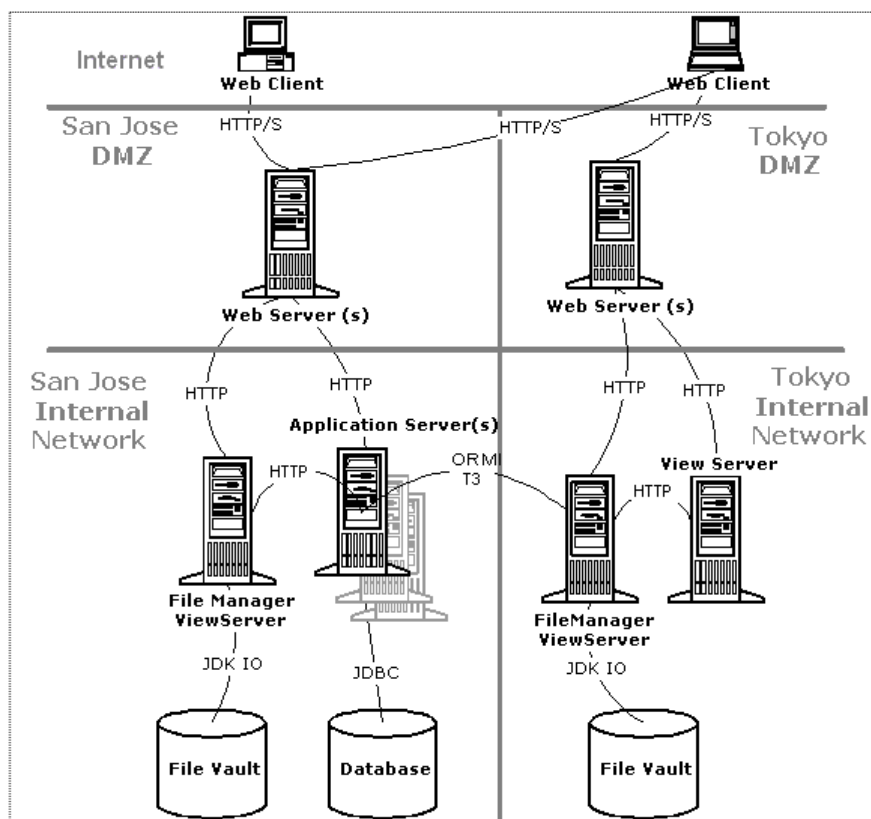 Internet
Web Client
Web Client
San Jose
DMZ
HTTP/S
HTTP/S
HTTP/S
Tokyo
DMZ
Web Server (s)
Web Server (s)
San Jose
Internal
Network
HTTP
HTTP
HTTP
HTTP
Tokyo
Internal
Network
Application Server(s)
HTTP
ORMI
T3
View Server
HTTP
File Manager
ViewServer
FileManager
ViewServer
JDK IO
JDBC
JDK IO
File Vault
Database
File Vault